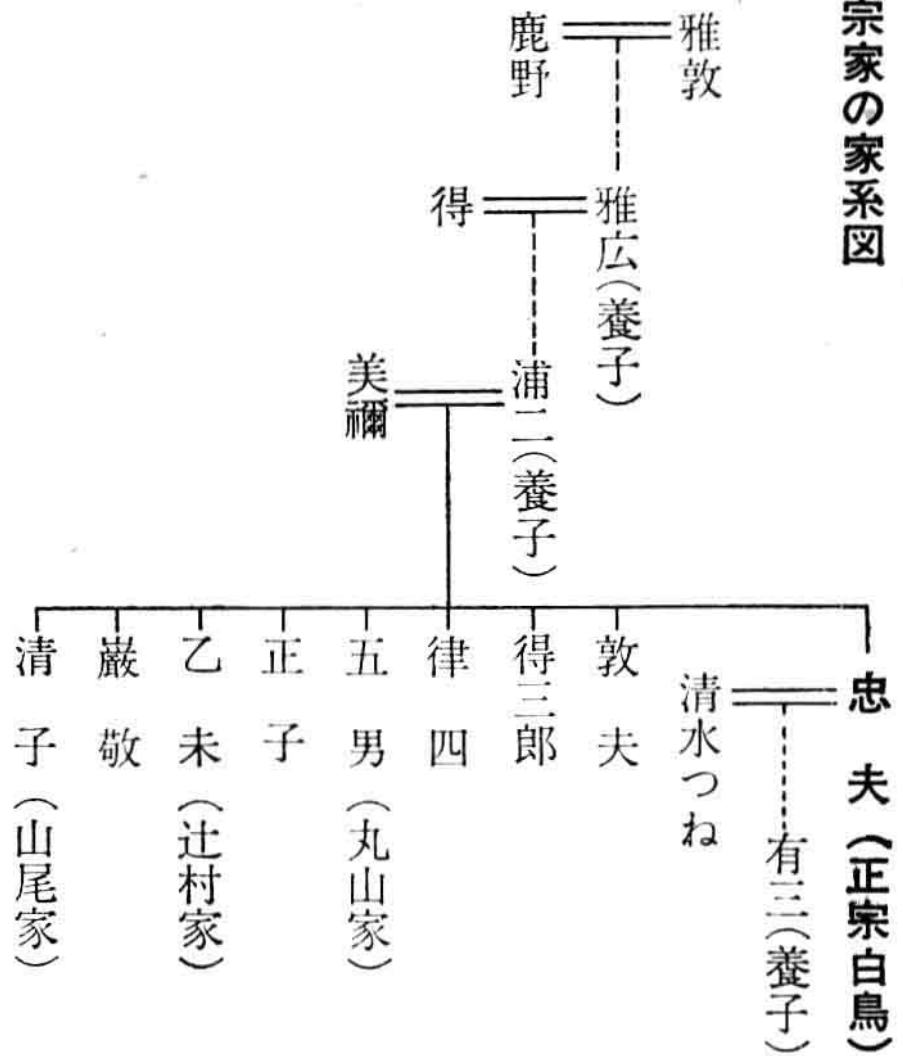 宗家の家系図
雅敦
鹿野
雅広(養子)
得
浦二(養子)
美禰
忠夫(正宗白鳥)
清水つね
有三(養子)
敦夫
得三郎
律四
五男(丸山家)
正子
乙未(辻村家)
巌敬
清子(山尾家)